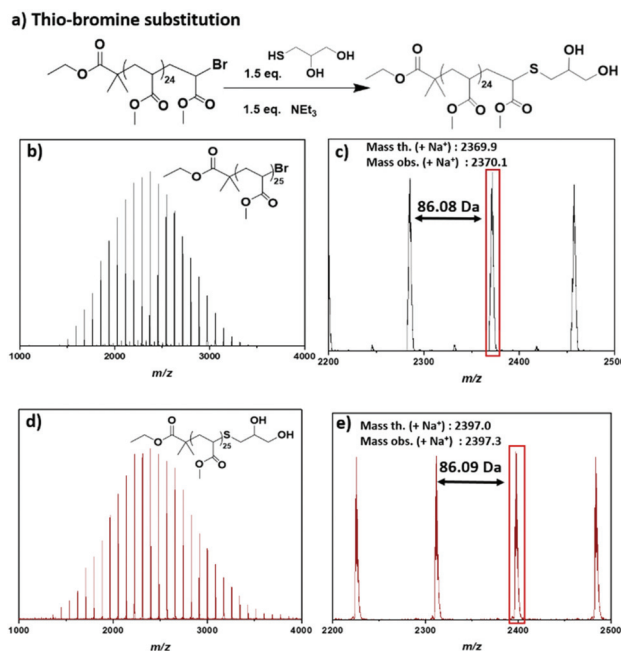 a) Thio-bromine substitution
O
O
24
Br
O
O
O
O
HS
OH
OH
1.5 eq.
1.5 eq. NEt₃
O
O
24
S
OH
OH
O
O
O
O
b)
O
O
Br
25
O
O
1000 2000 3000 4000
m/z
c)
Mass th. (+ Na⁺) : 2369.9
Mass obs. (+ Na⁺) : 2370.1
86.08 Da
2200 2300 2400 2500
m/z
d)
O
O
S
25
OH
OH
O
O
1000 2000 3000 4000
m/z
e)
Mass th. (+ Na⁺) : 2397.0
Mass obs. (+ Na⁺) : 2397.3
86.09 Da
2200 2300 2400 2500
m/z